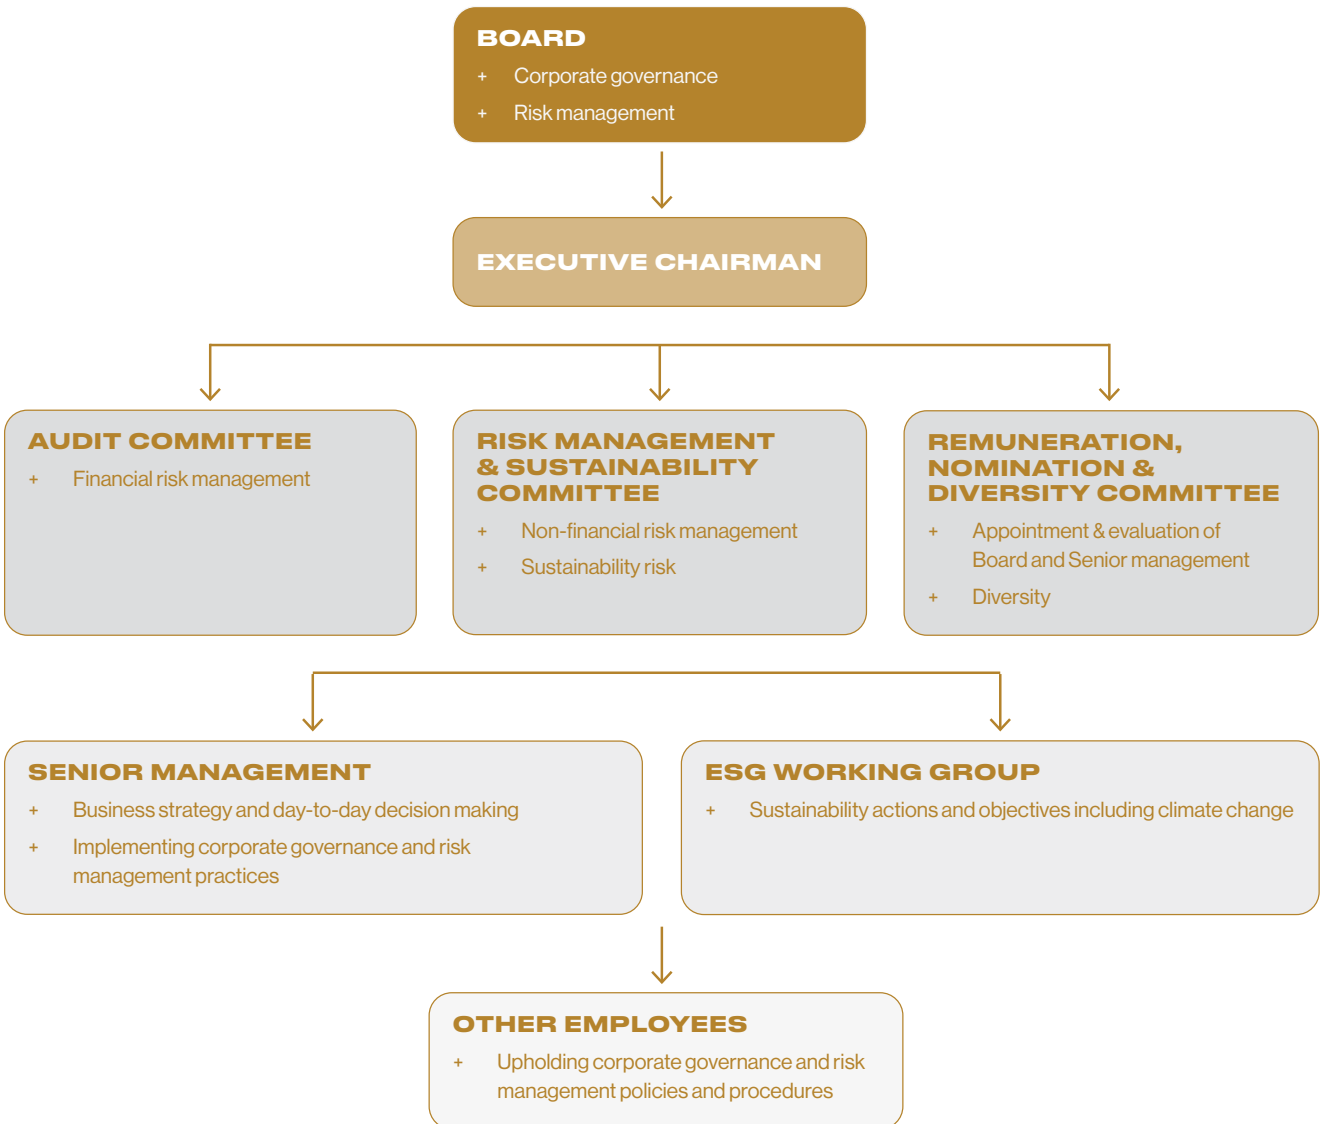 BOARD
+ Corporate governance
+ Risk management
EXECUTIVE CHAIRMAN
AUDIT COMMITTEE
+ Financial risk management
RISK MANAGEMENT
& SUSTAINABILITY
COMMITTEE
+ Non-financial risk management
+ Sustainability risk
REMUNERATION,
NOMINATION &
DIVERSITY COMMITTEE
+ Appointment & evaluation of
Board and Senior management
+ Diversity
SENIOR MANAGEMENT
+ Business strategy and day-to-day decision making
+ Implementing corporate governance and risk
management practices
ESG WORKING GROUP
+ Sustainability actions and objectives including climate change
OTHER EMPLOYEES
+ Upholding corporate governance and risk
management policies and procedures